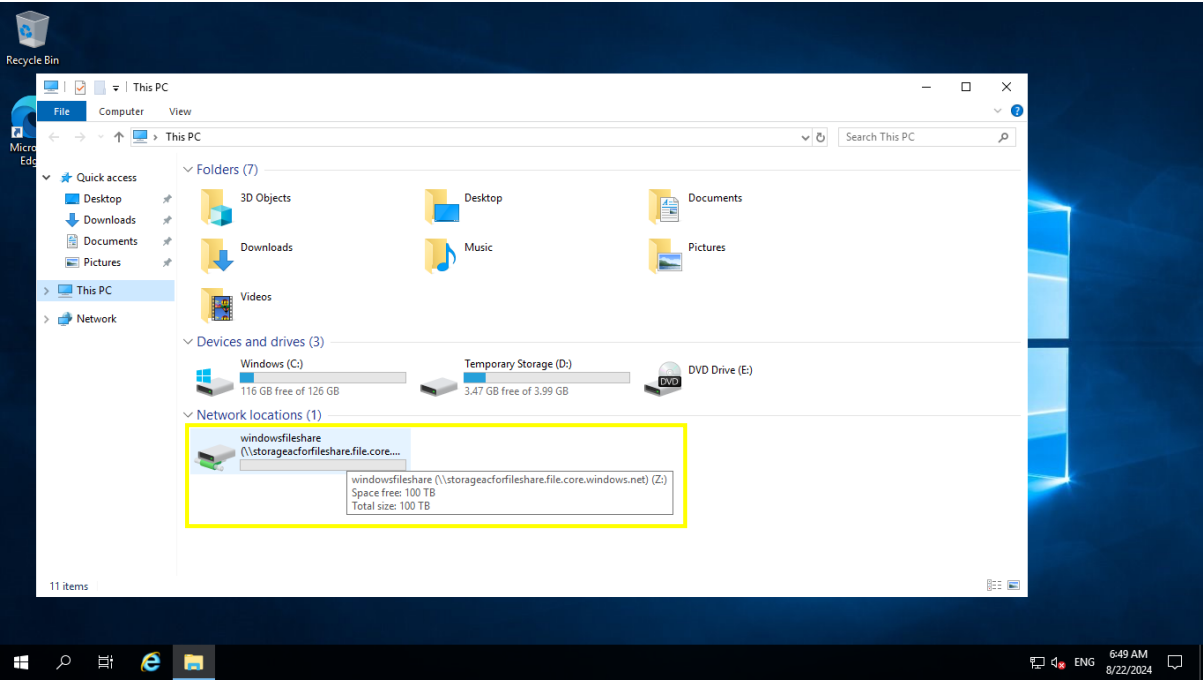 Recycle Bin
This PC
File Computer View
This PC
Search This PC
Micro
Edg
Quick access
Desktop
Downloads
Documents
Pictures
This PC
Network
Folders (7)
3D Objects
Desktop
Documents
Downloads
Music
Pictures
Videos
Devices and drives (3)
Windows (C:)
116 GB free of 126 GB
Temporary Storage (D:)
3.47 GB free of 3.99 GB
DVD
DVD Drive (E:)
Network locations (1)
windowsfileshare
(\\storageacforfileshare.file.core....
windowsfileshare (\\storageacforfileshare.file.core.windows.net) (Z:)
Space free: 100 TB
Total size: 100 TB
11 items
ENG
6:49 AM
8/22/2024